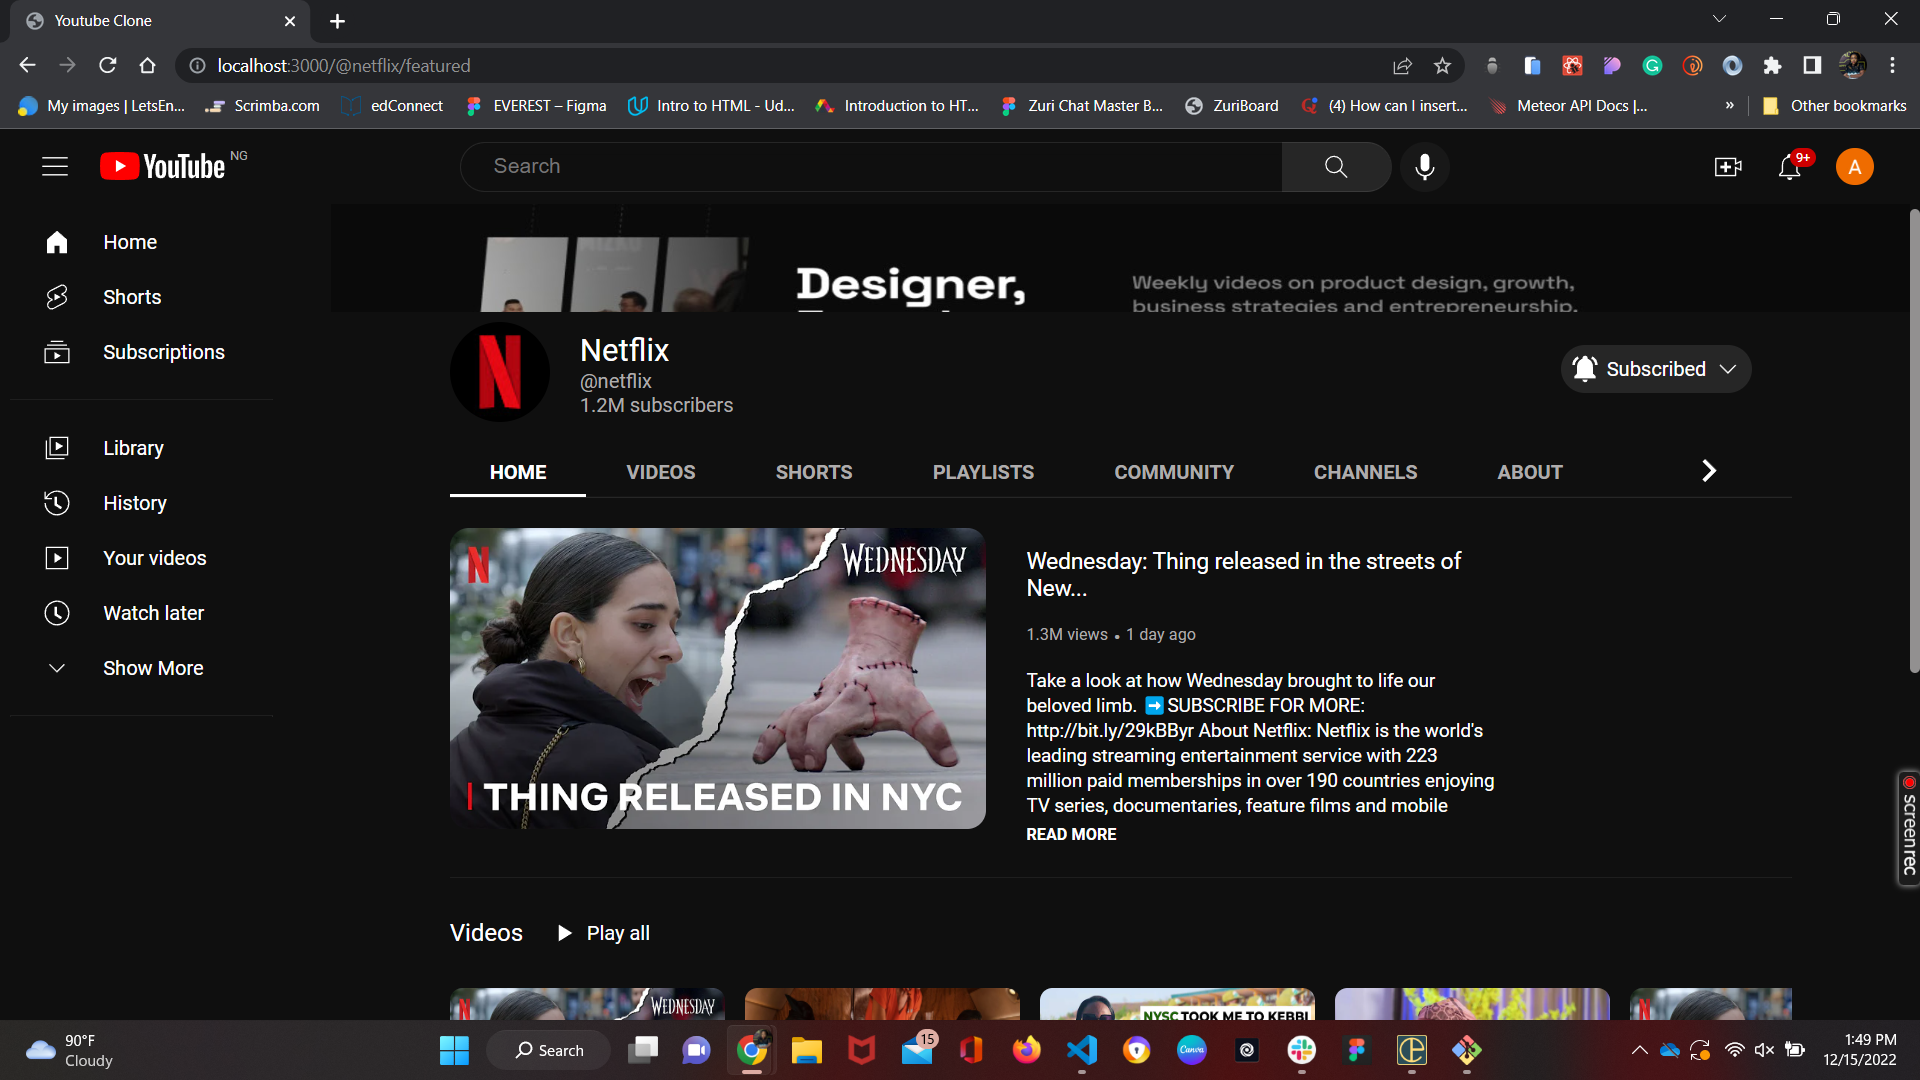 Youtube Clone
localhost:3000/@netflix/featured
My images | LetsEn...
Scrimba.com
edConnect
EVEREST – Figma
Intro to HTML - Ud...
Introduction to HT...
Zuri Chat Master B...
ZuriBoard
(4) How can I insert...
Meteor API Docs |...
»
Other bookmarks
YouTube NG
Search
9+
A
Home
Shorts
Subscriptions
Library
History
Your videos
Watch later
Show More
Designer,
Weekly videos on product design, growth,
business strategies and entrepreneurship.
N
Netflix
@netflix
1.2M subscribers
Subscribed
HOME
VIDEOS
SHORTS
PLAYLISTS
COMMUNITY
CHANNELS
ABOUT
N
WEDNESDAY
THING RELEASED IN NYC
Wednesday: Thing released in the streets of
New...
1.3M views • 1 day ago
Take a look at how Wednesday brought to life our
beloved limb. ➡️ SUBSCRIBE FOR MORE:
http://bit.ly/29kBByr About Netflix: Netflix is the world's
leading streaming entertainment service with 223
million paid memberships in over 190 countries enjoying
TV series, documentaries, feature films and mobile
READ MORE
screenrec
Videos
Play all
WEDNESDAY
NYSC TOOK ME TO KEBBI
90°F
Cloudy
Search
15
Canva
1:49 PM
12/15/2022